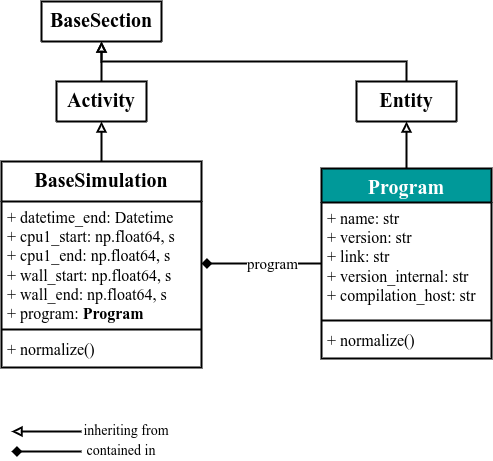 BaseSection
Activity
Entity
BaseSimulation
+ datetime_end: Datetime
+ cpu1_start: np.float64, s
+ cpu1_end: np.float64, s
+ wall_start: np.float64, s
+ wall_end: np.float64, s
+ program: Program
+ normalize()
program
Program
+ name: str
+ version: str
+ link: str
+ version_internal: str
+ compilation_host: str
+ normalize()
inheriting from
contained in